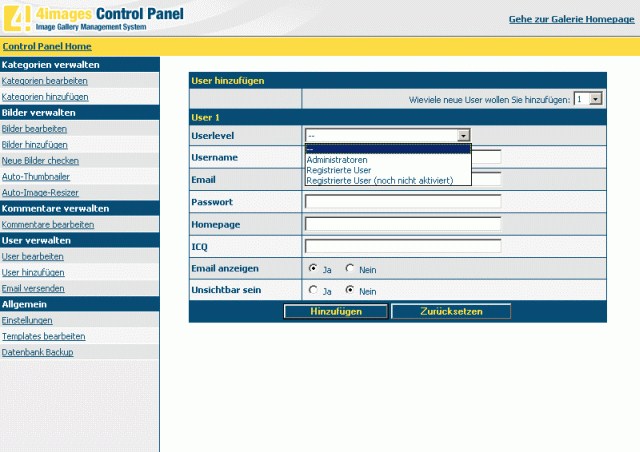 4! 4images Control Panel
Image Gallery Management System
Gehe zur Galerie Homepage
Control Panel Home
Kategorien verwalten
Kategorien bearbeiten
Kategorien hinzufügen
Bilder verwalten
Bilder bearbeiten
Bilder hinzufügen
Neue Bilder checken
Auto-Thumbnailer
Auto-Image-Resizer
Kommentare verwalten
Kommentare bearbeiten
User verwalten
User bearbeiten
User hinzufügen
Email versenden
Allgemein
Einstellungen
Templates bearbeiten
Datenbank Backup
User hinzufügen
Wieviele neue User wollen Sie hinzufügen: 1
User 1
Userlevel --
--
Administratoren
Registrierte User
Registrierte User (noch nicht aktiviert)
Username
Email
Passwort
Homepage
ICQ
Email anzeigen Ja Nein
Unsichtbar sein Ja Nein
Hinzufügen Zurücksetzen